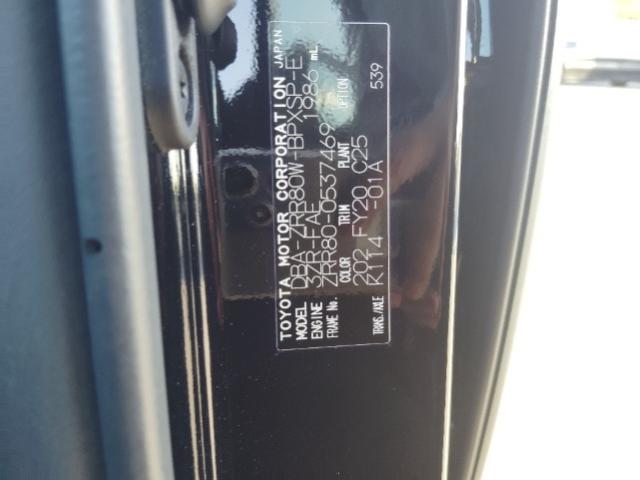 TOYOTA MOTOR CORPORATION JAPAN
MODEL DBA-ZRR80W-BPXSP-E
ENGINE 3ZR-FAE 1986 mL
FRAME No. ZRR80-0537469
COLOR TRIM PLANT OPTION
202 FY20 C25 539
TRANS./AXLE K114 -01A